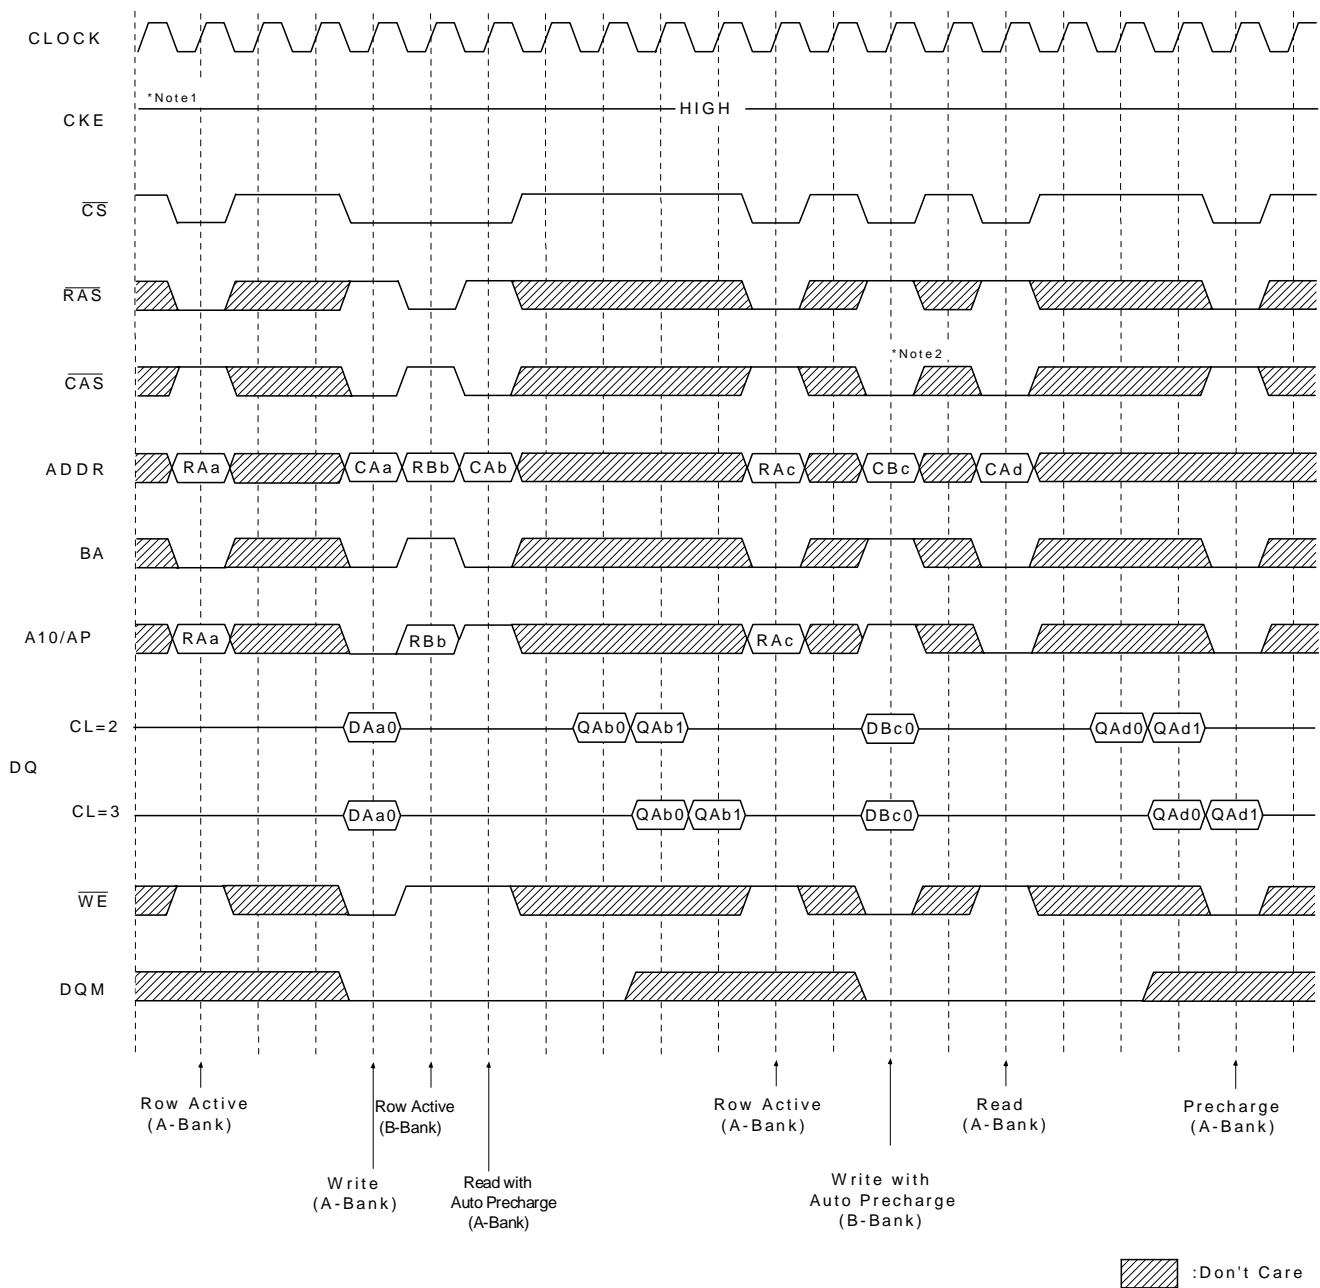 CLOCK
*Note1
HIGH
CKE
CS
RAS
*Note2
CAS
ADDR RAa CAa RBb CAb RAc CBc CAd
BA
A10/AP RAa RBb RAc
CL=2 DAa0 QAb0 QAb1 DBc0 QAd0 QAd1
DQ
CL=3 DAa0 QAb0 QAb1 DBc0 QAd0 QAd1
WE
DQM
Row Active
(A-Bank)
Row Active
(B-Bank)
Row Active
(A-Bank)
Read
(A-Bank)
Precharge
(A-Bank)
Write
(A-Bank)
Read with
Auto Precharge
(A-Bank)
Write with
Auto Precharge
(B-Bank)
:Don't Care